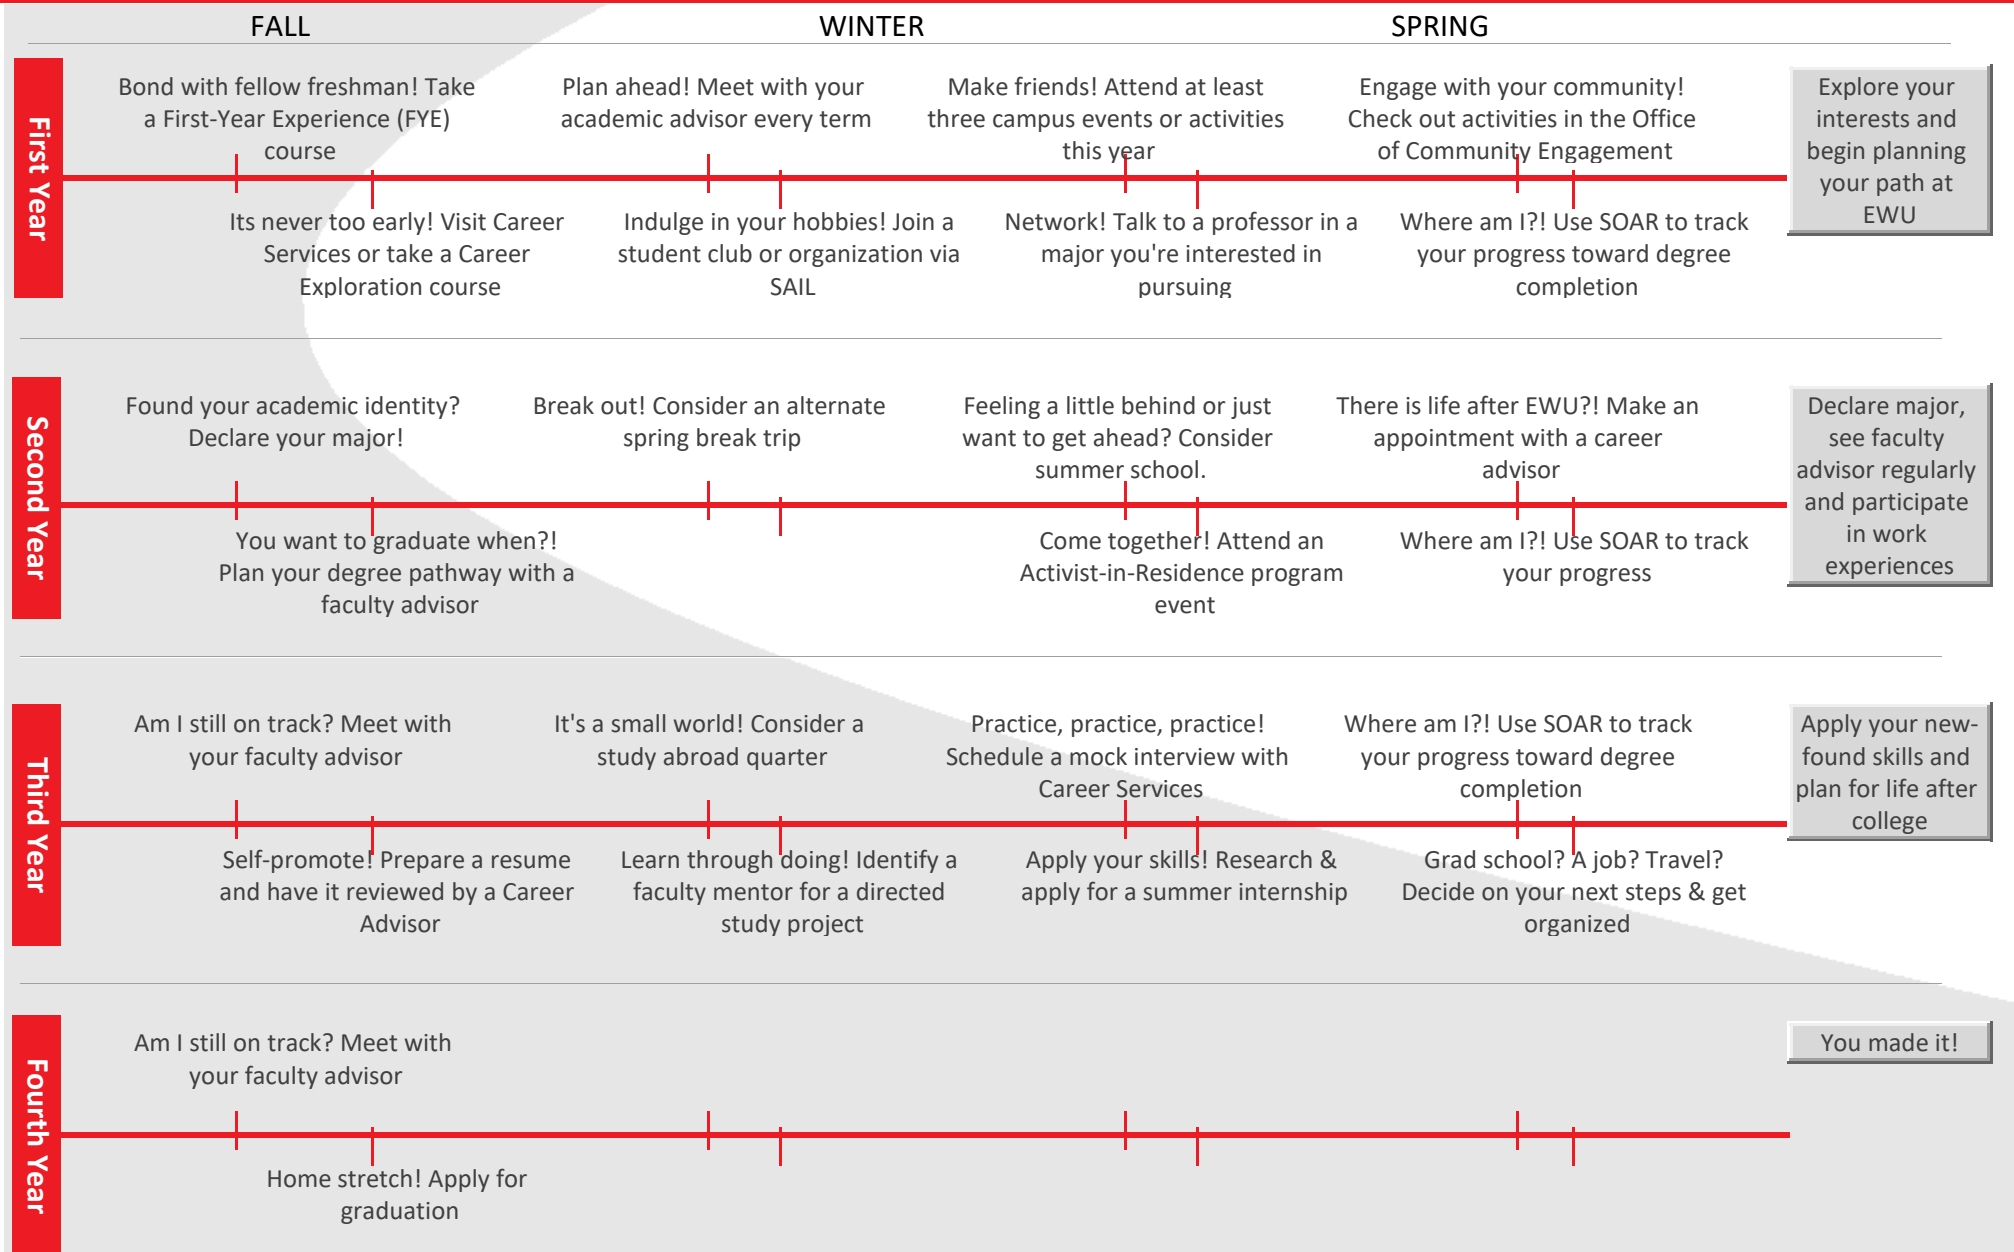 FALL
WINTER
SPRING
First Year
Bond with fellow freshman! Take
a First-Year Experience (FYE)
course
Plan ahead! Meet with your
academic advisor every term
Make friends! Attend at least
three campus events or activities
this year
Engage with your community!
Check out activities in the Office
of Community Engagement
Its never too early! Visit Career
Services or take a Career
Exploration course
Indulge in your hobbies! Join a
student club or organization via
SAIL
Network! Talk to a professor in a
major you're interested in
pursuing
Where am I?! Use SOAR to track
your progress toward degree
completion
Explore your
interests and
begin planning
your path at
EWU
Second Year
Found your academic identity?
Declare your major!
Break out! Consider an alternate
spring break trip
Feeling a little behind or just
want to get ahead? Consider
summer school.
There is life after EWU?! Make an
appointment with a career
advisor
You want to graduate when?!
Plan your degree pathway with a
faculty advisor
Come together! Attend an
Activist-in-Residence program
event
Where am I?! Use SOAR to track
your progress
Declare major,
see faculty
advisor regularly
and participate
in work
experiences
Third Year
Am I still on track? Meet with
your faculty advisor
It's a small world! Consider a
study abroad quarter
Practice, practice, practice!
Schedule a mock interview with
Career Services
Where am I?! Use SOAR to track
your progress toward degree
completion
Self-promote! Prepare a resume
and have it reviewed by a Career
Advisor
Learn through doing! Identify a
faculty mentor for a directed
study project
Apply your skills! Research &
apply for a summer internship
Grad school? A job? Travel?
Decide on your next steps & get
organized
Apply your new-
found skills and
plan for life after
college
Fourth Year
Am I still on track? Meet with
your faculty advisor
Home stretch! Apply for
graduation
You made it!